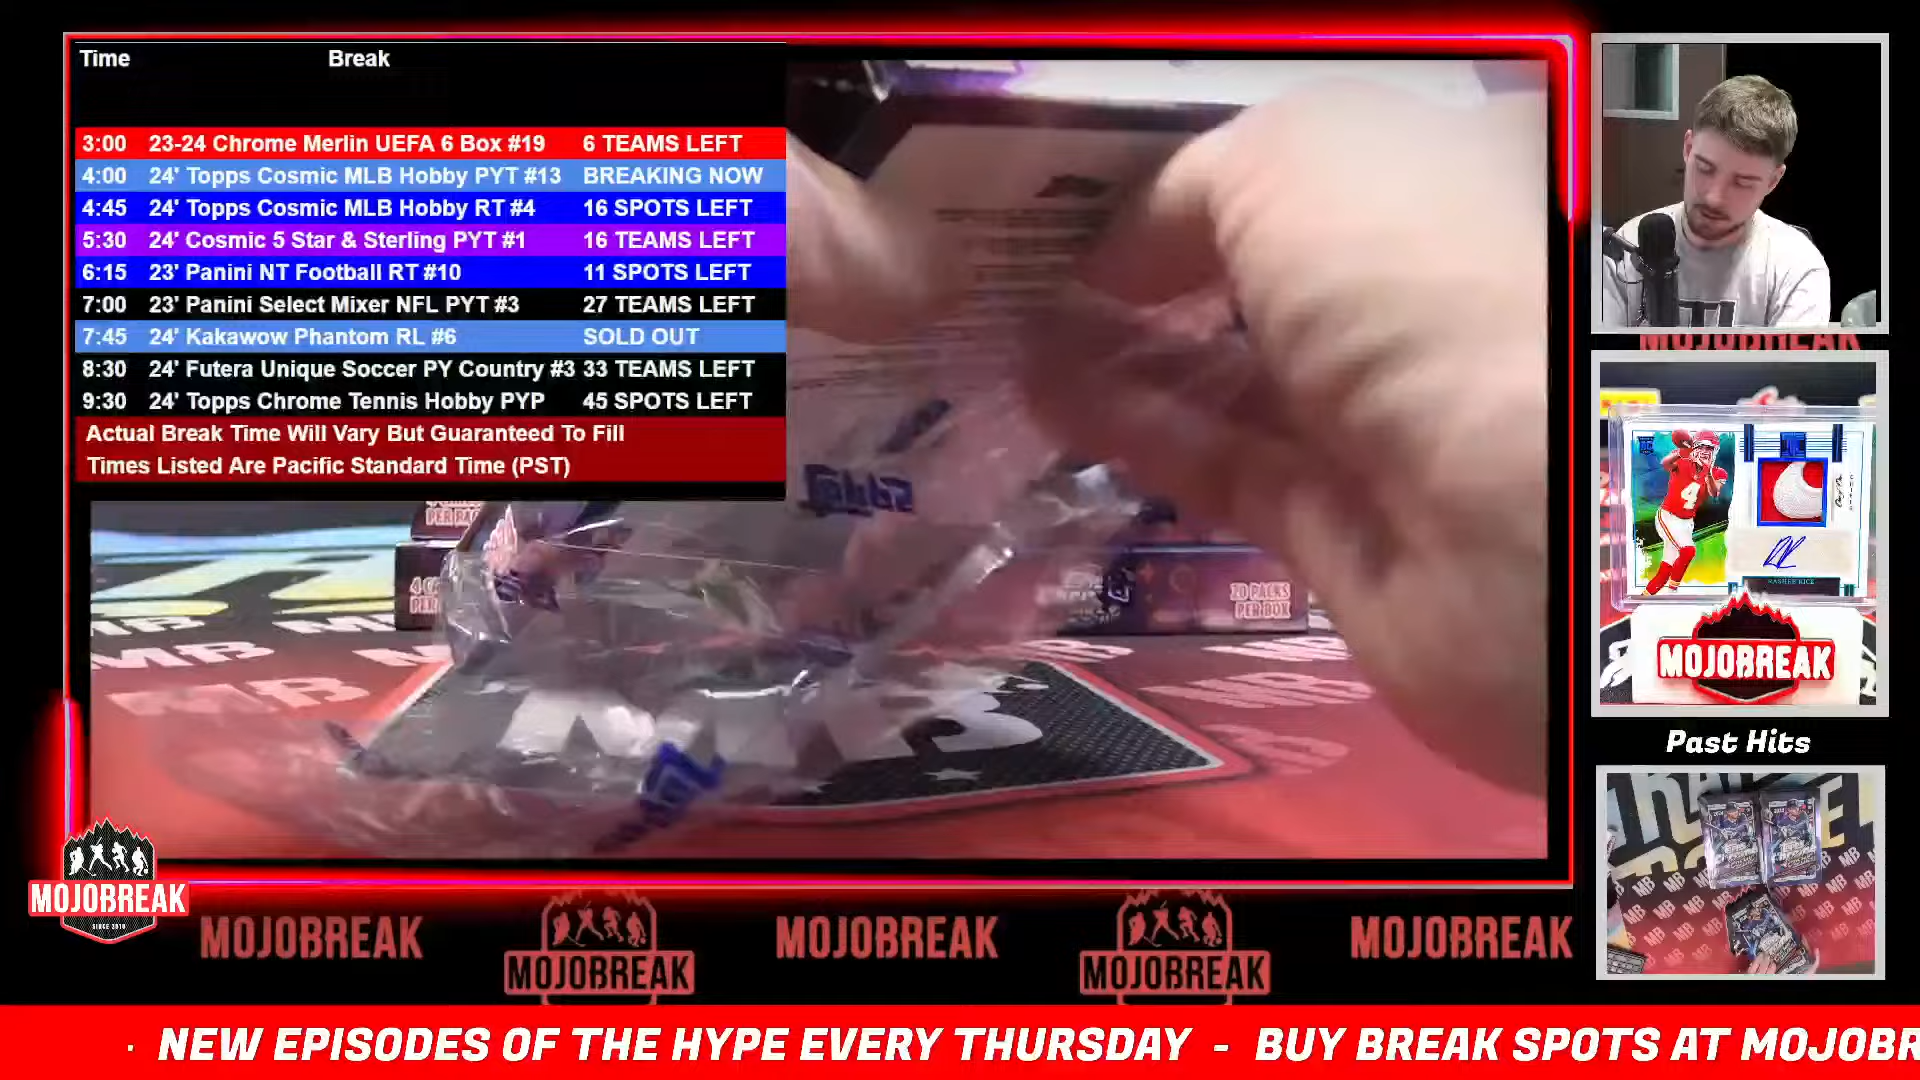 Time Break
3:00 23-24 Chrome Merlin UEFA 6 Box #19 6 TEAMS LEFT
4:00 24' Topps Cosmic MLB Hobby PYT #13 BREAKING NOW
4:45 24' Topps Cosmic MLB Hobby RT #4 16 SPOTS LEFT
5:30 24' Cosmic 5 Star & Sterling PYT #1 16 TEAMS LEFT
6:15 23' Panini NT Football RT #10 11 SPOTS LEFT
7:00 23' Panini Select Mixer NFL PYT #3 27 TEAMS LEFT
7:45 24' Kakawow Phantom RL #6 SOLD OUT
8:30 24' Futera Unique Soccer PY Country #3 33 TEAMS LEFT
9:30 24' Topps Chrome Tennis Hobby PYP 45 SPOTS LEFT
Actual Break Time Will Vary But Guaranteed To Fill
Times Listed Are Pacific Standard Time (PST)
20 PACKS
PER BOX
MB
MOJOBREAK
RASHEE RICE
MOJOBREAK
Past Hits
MOJOBREAK
SINCE 2010
MOJOBREAK MOJOBREAK MOJOBREAK MOJOBREAK MOJOBREAK
· NEW EPISODES OF THE HYPE EVERY THURSDAY - BUY BREAK SPOTS AT MOJOBR